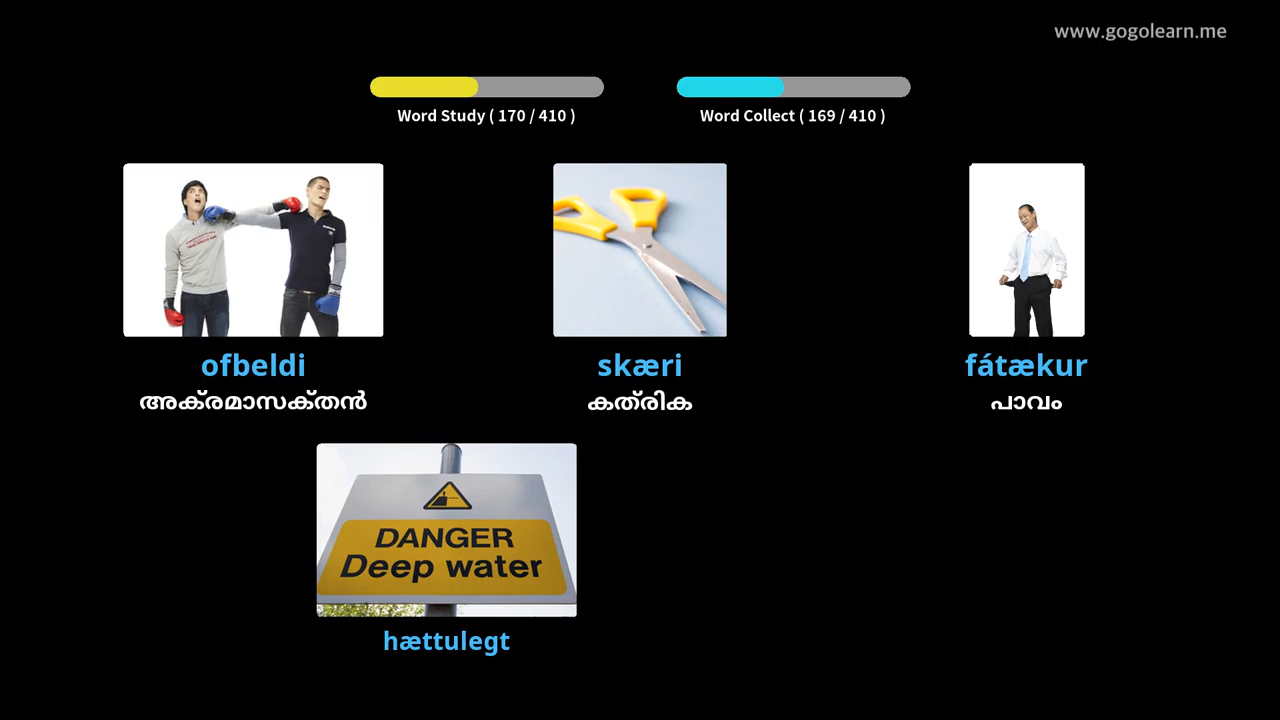 www.gogolearn.me
Word Study ( 170 / 410 )
Word Collect ( 169 / 410 )
ofbeldi
skæri
fátækur
അക്രമാസക്തൻ
കത്രിക
പാവം
DANGER
Deep water
hættulegt